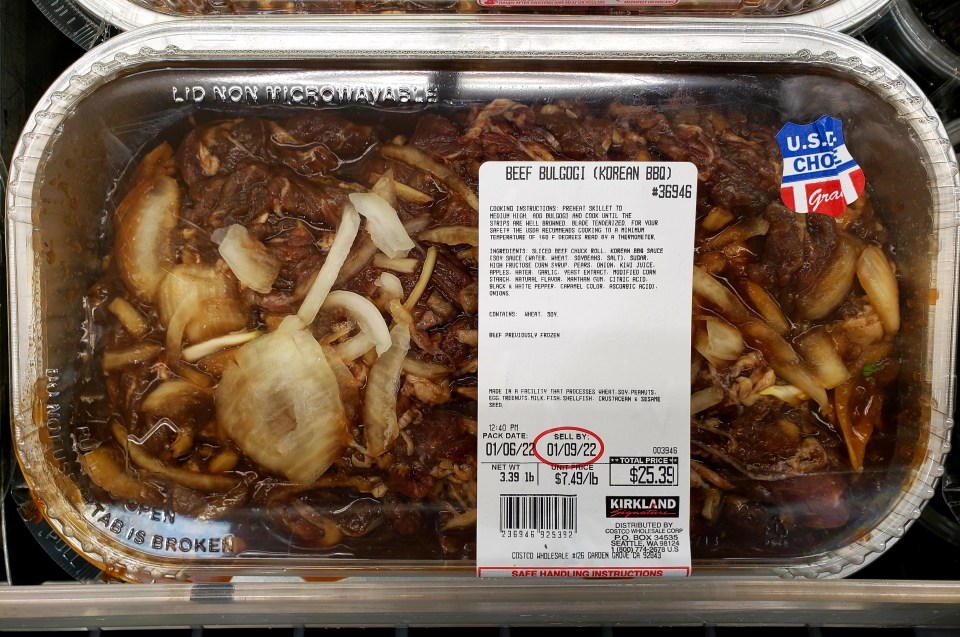 LID NON MICROWAVABLE
U.S.D
CHOI
Gra
BEEF BULGOGI (KOREAN BBQ)
#36946
COOKING INSTRUCTIONS: PREHEAT SKILLET TO
MEDIUM HIGH. ADD BULGOGI AND COOK UNTIL THE
STRIPS ARE WELL BROWNED. BLADE TENDERIZED. FOR YOUR
SAFETY THE USDA RECOMMENDS COOKING TO A MINIMUM
TEMPERATURE OF 160 F DEGREES READ BY A THERMOMETER.
INGREDIENTS: SLICED BEEF CHUCK ROLL, KOREAN BBQ SAUCE
(SOY SAUCE (WATER, WHEAT, SOYBEANS, SALT), SUGAR,
HIGH FRUCTOSE CORN SYRUP, PEARS, ONION, KIWI JUICE,
APPLES, WATER, GARLIC, YEAST EXTRACT, MODIFIED CORN
STARCH, NATURAL FLAVOR, XANTHAN GUM, CITRIC ACID,
BLACK & WHITE PEPPER, CARAMEL COLOR, ASCORBIC ACID),
ONIONS.
CONTAINS: WHEAT, SOY.
BEEF PREVIOUSLY FROZEN
MADE IN A FACILITY THAT PROCESSES WHEAT,SOY,PEANUTS,
EGG,TREENUTS,MILK,FISH,SHELLFISH, CRUSTACEAN & SESAME
SEED.
12:40 PM
PACK DATE: SELL BY:
01/06/22 01/09/22 003946
NET WT UNIT PRICE **TOTAL PRICE**
3.39 lb $7.49/lb $25.39
KIRKLAND
Signature
236946 925392
DISTRIBUTED BY
COSTCO WHOLESALE CORP
P.O. BOX 34535
SEATTLE, WA 98124
1 (800) 774-2678 U.S
COSTCO WHOLESALE #126 GARDEN GROVE CA 92843
SAFE HANDLING INSTRUCTIONS
OPEN
TAB IS BROKEN